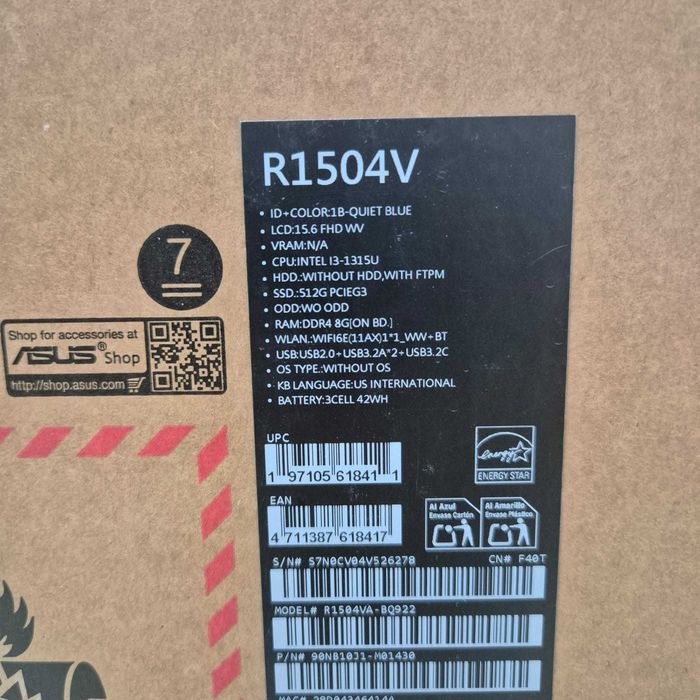 R1504V
• ID+COLOR:1B-QUIET BLUE
• LCD:15.6 FHD WV
• VRAM:N/A
• CPU:INTEL I3-1315U
• HDD.:WITHOUT HDD,WITH FTPM
• SSD.:512G PCIEG3
• ODD:WO ODD
• RAM:DDR4 8G[ON BD.]
• WLAN.:WIFI6E(11AX)1*1_WW+BT
• USB:USB2.0+USB3.2A*2+USB3.2C
• OS TYPE.:WITHOUT OS
• KB LANGUAGE:US INTERNATIONAL
• BATTERY:3CELL 42WH
7
Shop for accessories at
ASUS® Shop
http://shop.asus.com
UPC
1 97105 61841 1
energy
ENERGY STAR
EAN
4 711387 618417
Al Azul
Envase Cartón
Al Amarillo
Envase Plástico
S/N# S7N0CV04V526278 CN# F40T
MODEL# R1504VA-BQ922
P/N# 90NB10J1-M01430